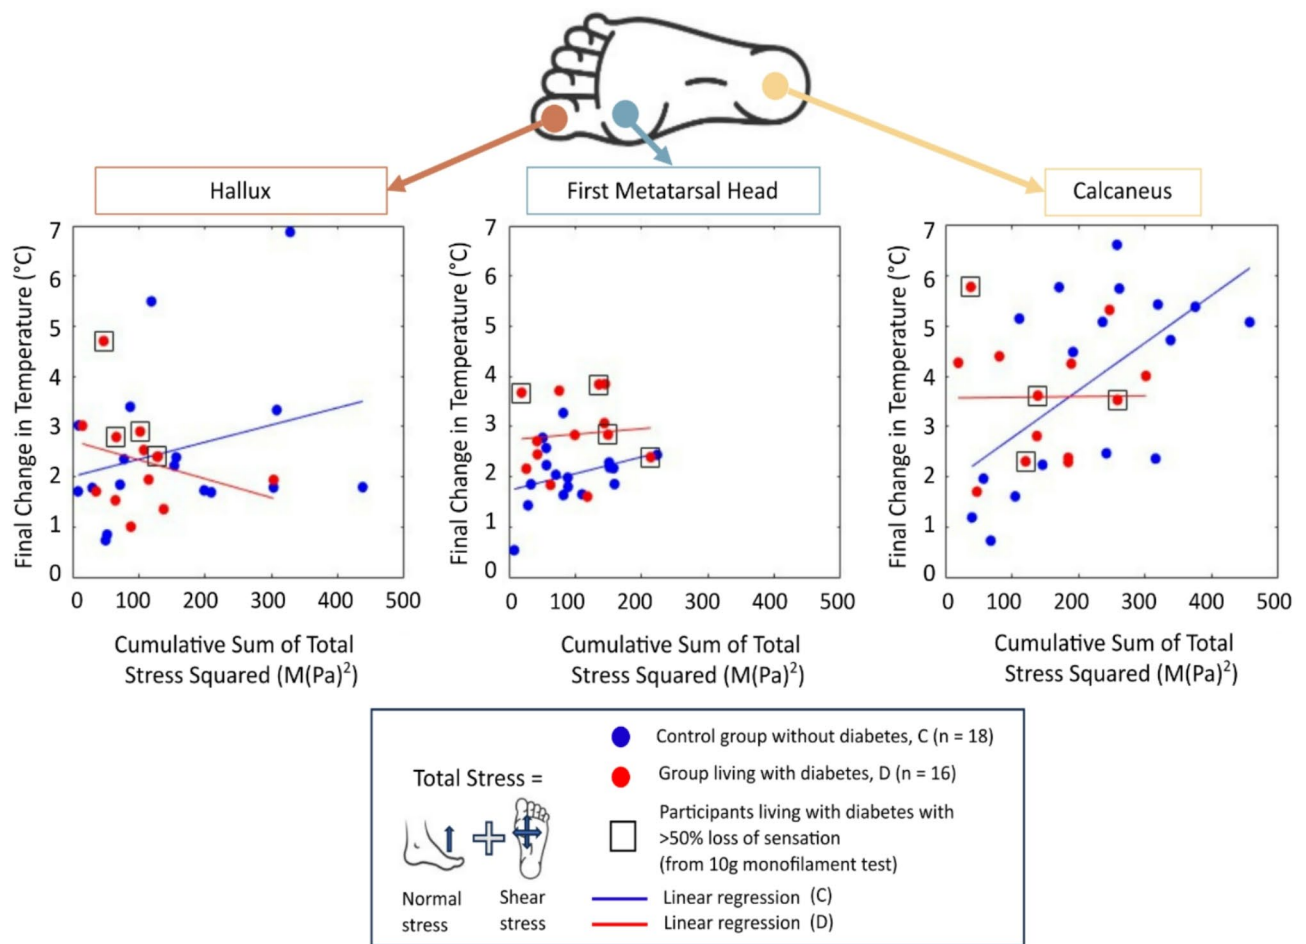 Hallux
First Metatarsal Head
Calcaneus
Final Change in Temperature (°C)
7
6
5
4
3
2
1
0
0 100 200 300 400 500
Cumulative Sum of Total
Stress Squared (M(Pa)²)
Final Change in Temperature (°C)
7
6
5
4
3
2
1
0
0 100 200 300 400 500
Cumulative Sum of Total
Stress Squared (M(Pa)²)
Final Change in Temperature (°C)
7
6
5
4
3
2
1
0
0 100 200 300 400 500
Cumulative Sum of Total
Stress Squared (M(Pa)²)
Total Stress =
Normal
stress
Shear
stress
Control group without diabetes, C (n = 18)
Group living with diabetes, D (n = 16)
Participants living with diabetes with
>50% loss of sensation
(from 10g monofilament test)
Linear regression (C)
Linear regression (D)